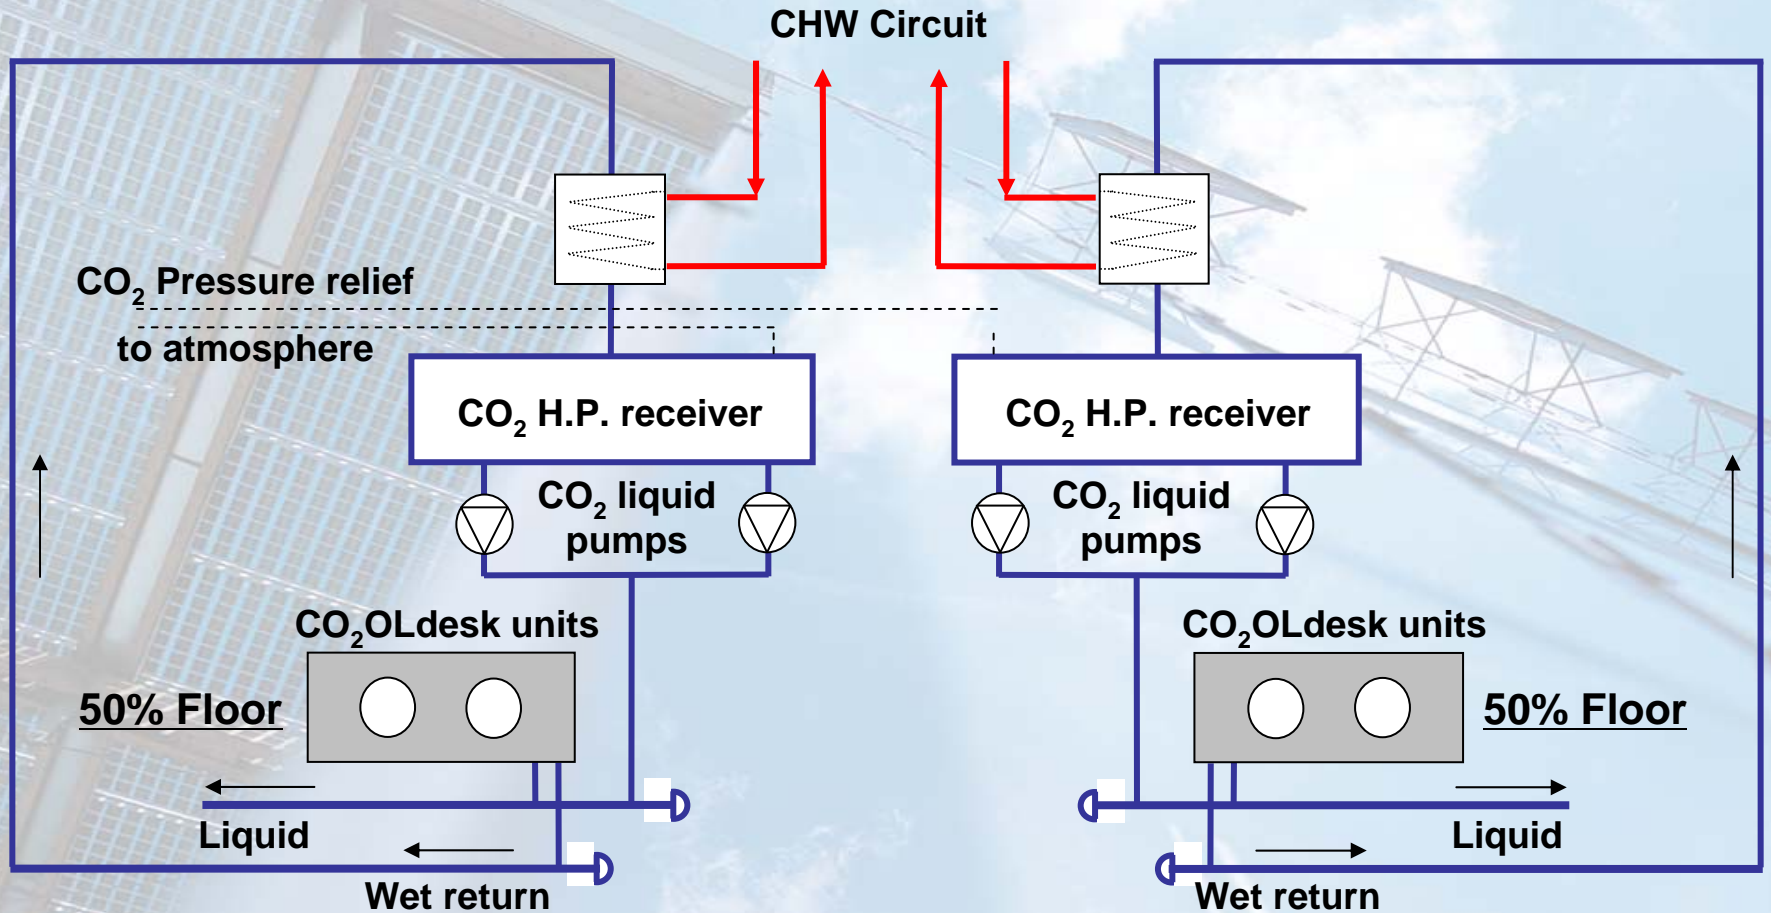 CHW Circuit
CO₂ Pressure relief
to atmosphere
CO₂ H.P. receiver
CO₂ H.P. receiver
CO₂ liquid
pumps
CO₂ liquid
pumps
CO₂OLdesk units
CO₂OLdesk units
50% Floor
50% Floor
Liquid
Liquid
Wet return
Wet return